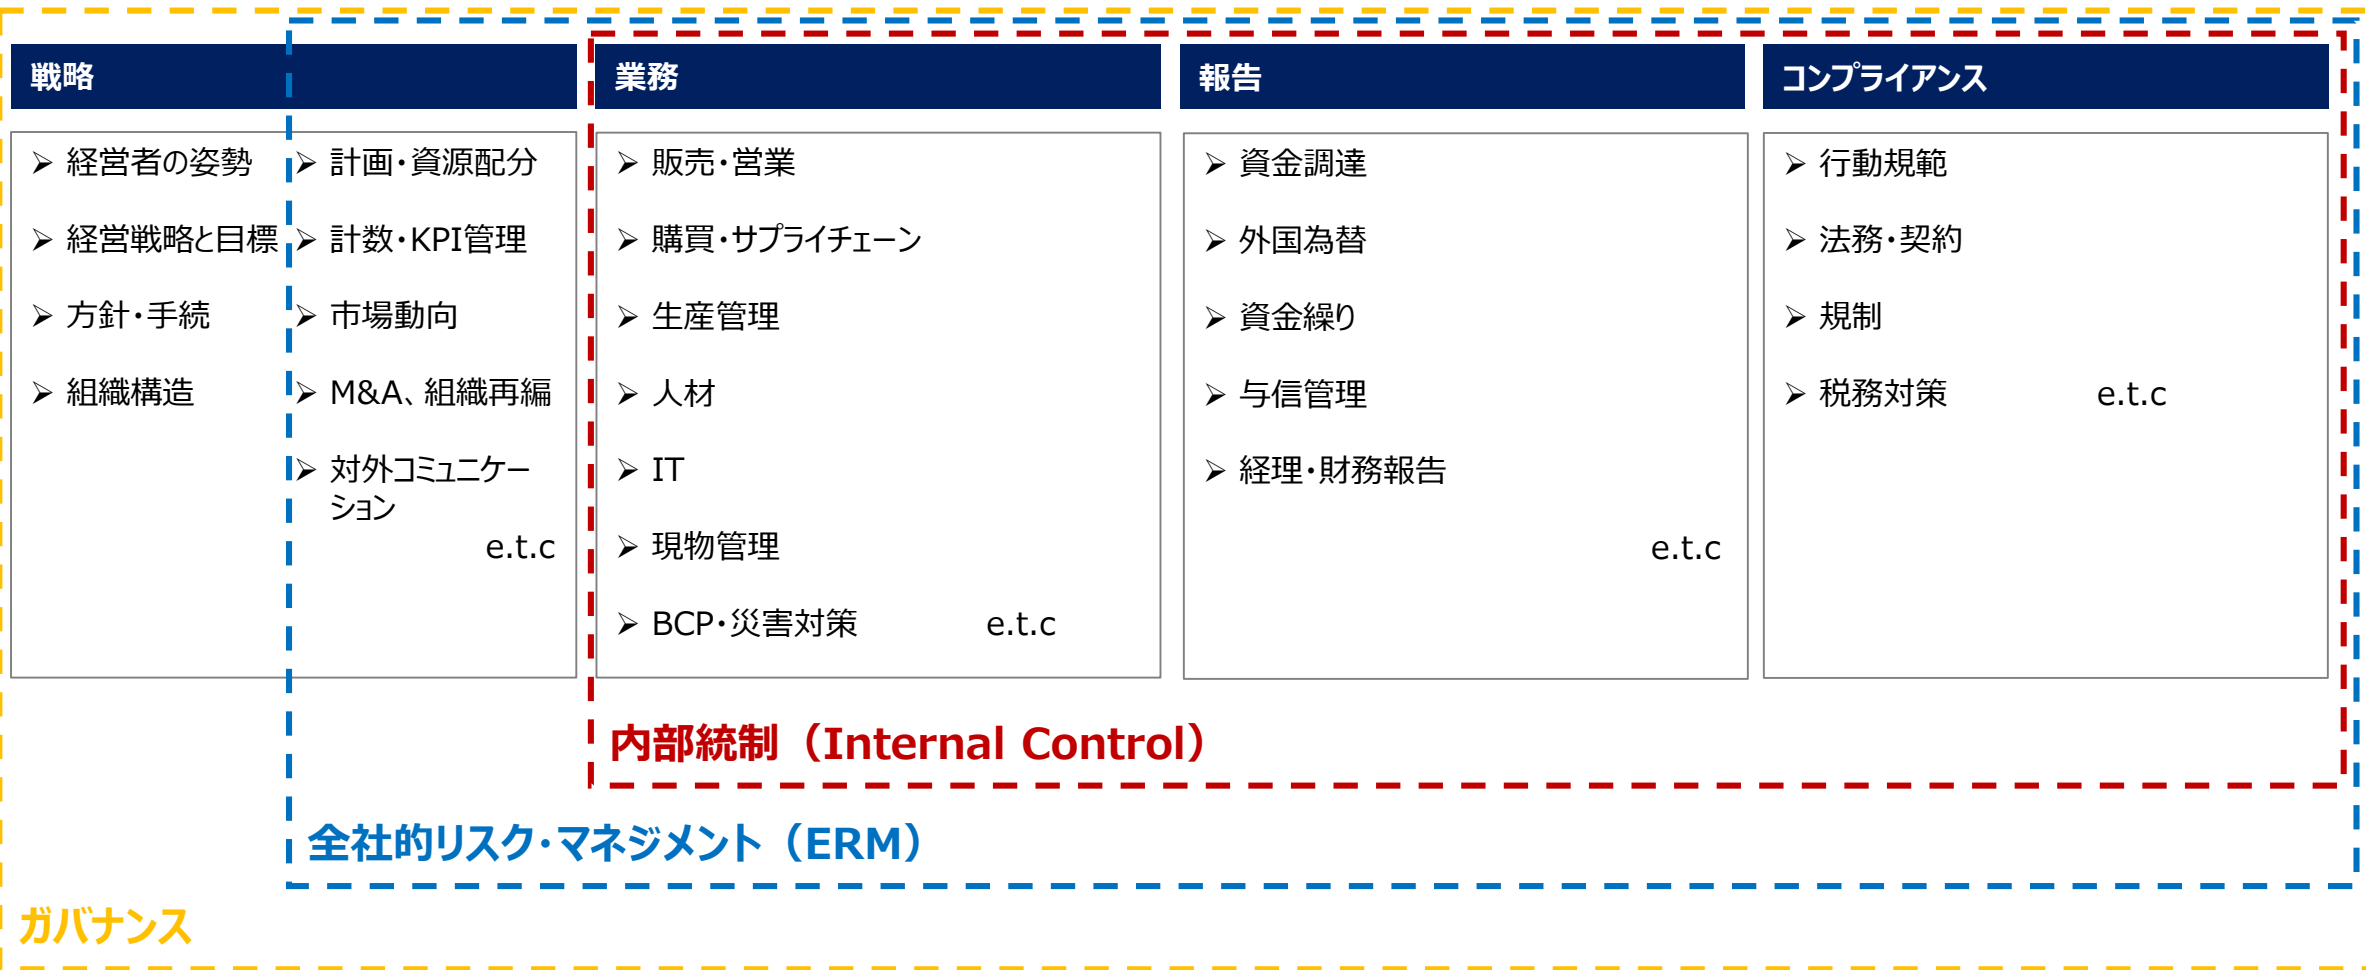 戦略
➢ 経営者の姿勢
➢ 経営戦略と目標
➢ 方針・手続
➢ 組織構造
➢ 計画・資源配分
➢ 計数・KPI管理
➢ 市場動向
➢ M&A、組織再編
➢ 対外コミュニケー
ション
e.t.c
業務
➢ 販売・営業
➢ 購買・サプライチェーン
➢ 生産管理
➢ 人材
➢ IT
➢ 現物管理
➢ BCP・災害対策 e.t.c
報告
➢ 資金調達
➢ 外国為替
➢ 資金繰り
➢ 与信管理
➢ 経理・財務報告
e.t.c
コンプライアンス
➢ 行動規範
➢ 法務・契約
➢ 規制
➢ 税務対策 e.t.c
内部統制（Internal Control）
全社的リスク・マネジメント（ERM）
ガバナンス